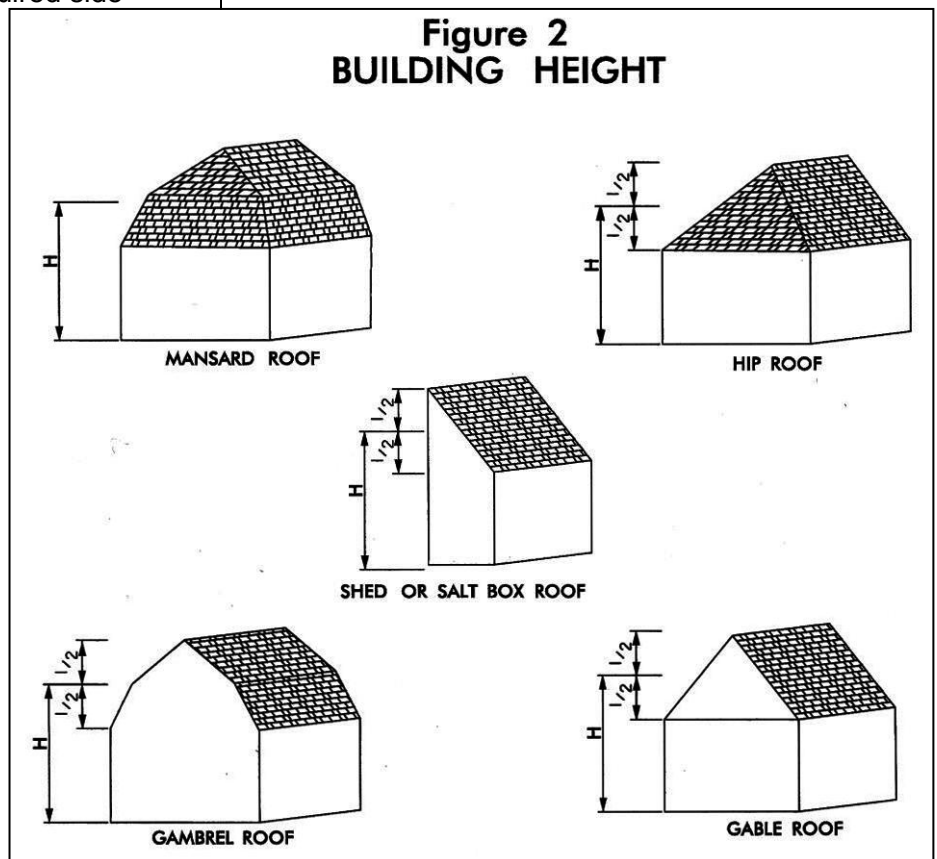 Figure 2
BUILDING HEIGHT
H
MANSARD ROOF
1/2
1/2
H
HIP ROOF
1/2
1/2
H
SHED OR SALT BOX ROOF
1/2
1/2
H
GAMBREL ROOF
1/2
1/2
H
GABLE ROOF